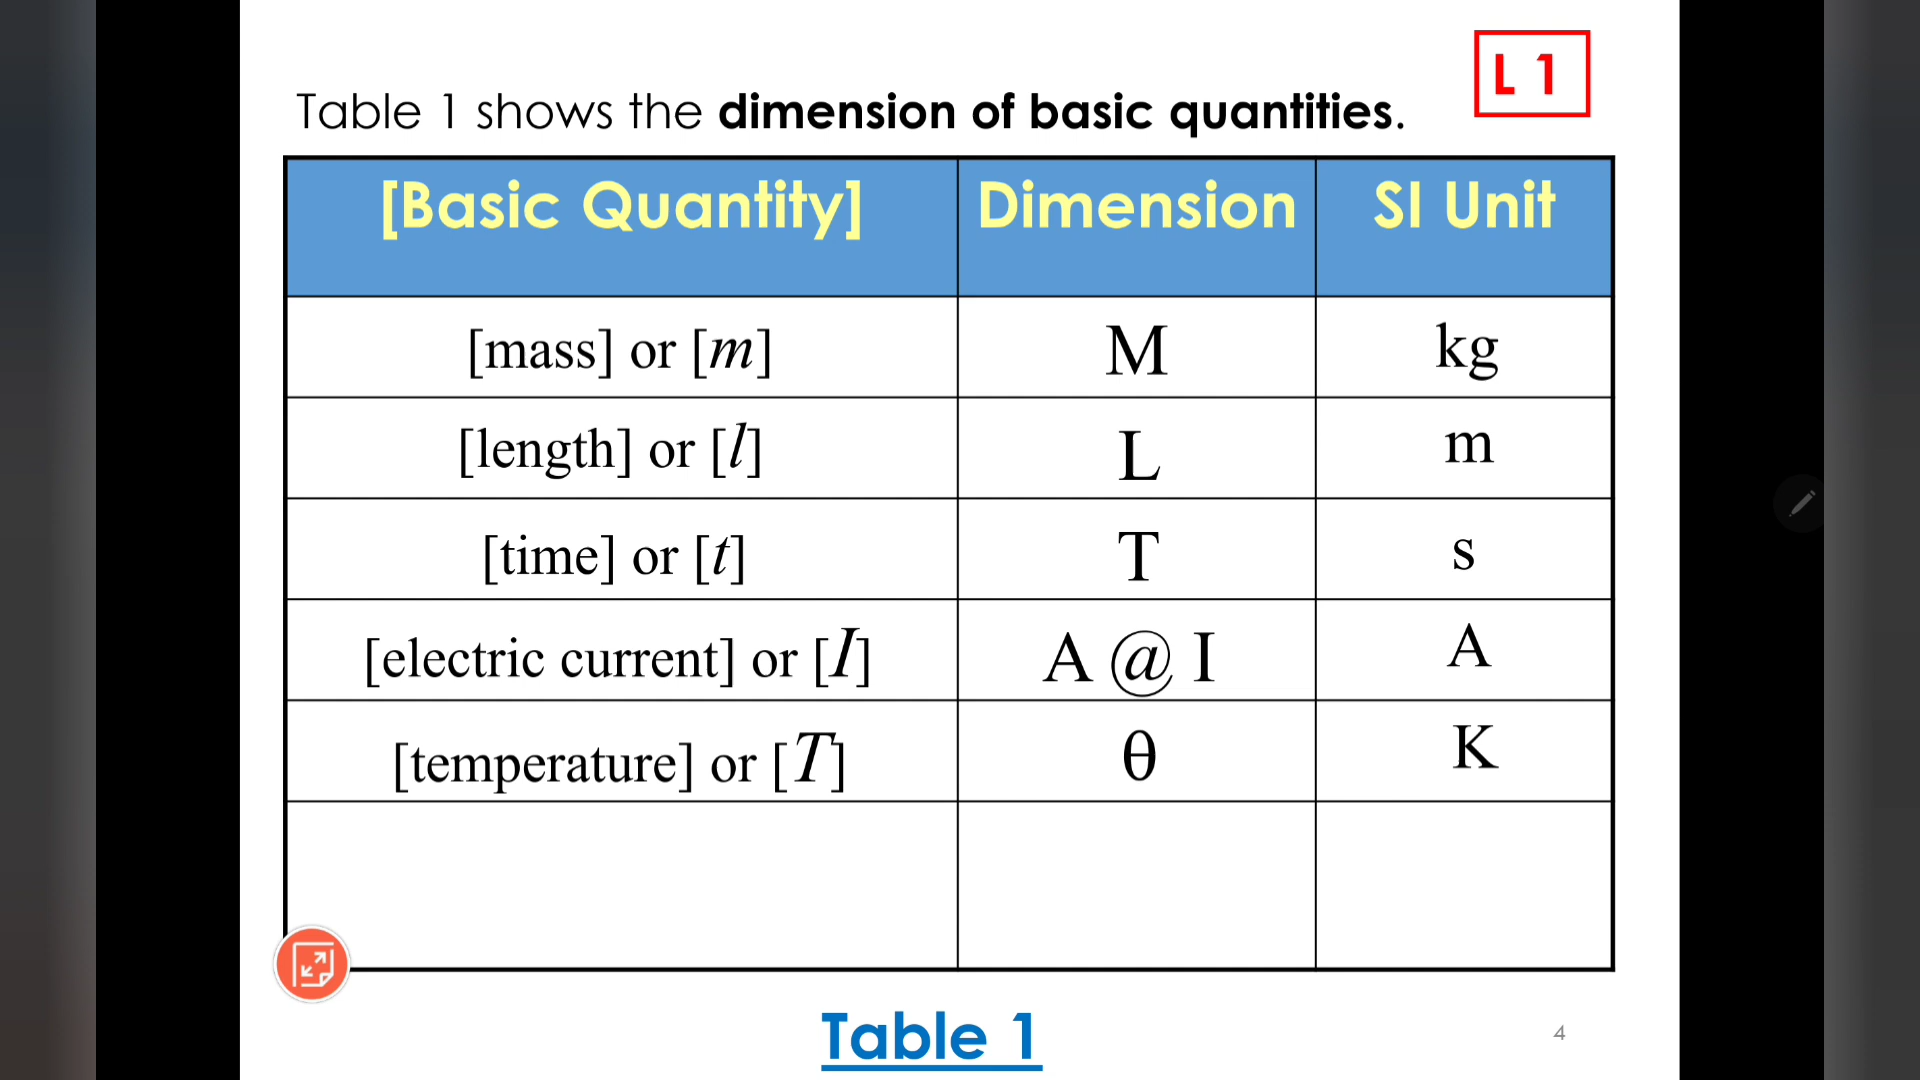 L 1
Table 1 shows the dimension of basic quantities.
[Basic Quantity] Dimension SI Unit
[mass] or [m] M kg
[length] or [l] L m
[time] or [t] T s
[electric current] or [I] A @ I A
[temperature] or [T] θ K
Table 1
4